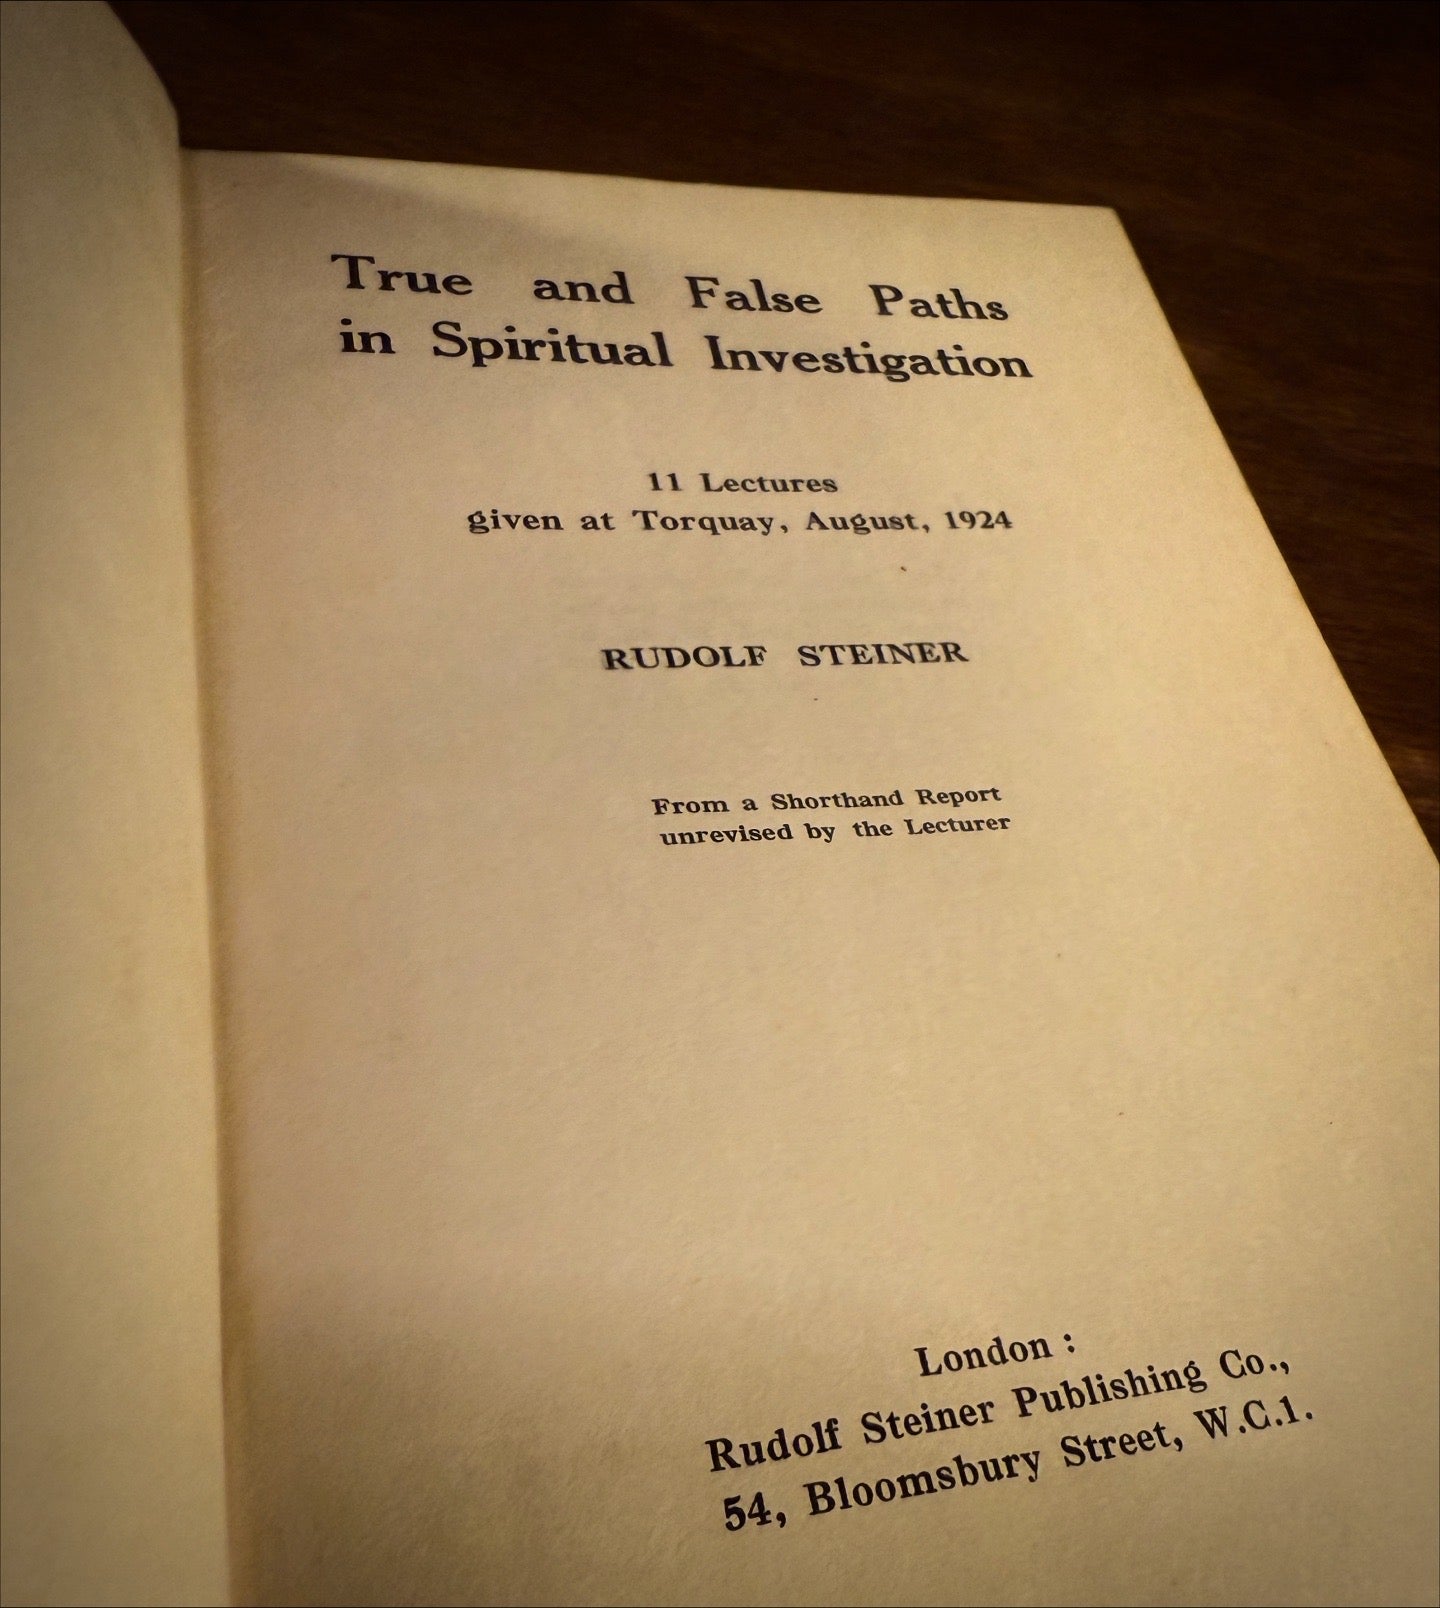 True and False Paths
in Spiritual Investigation
11 Lectures
given at Torquay, August, 1924
RUDOLF STEINER
From a Shorthand Report
unrevised by the Lecturer
London :
Rudolf Steiner Publishing Co.,
54, Bloomsbury Street, W.C.1.